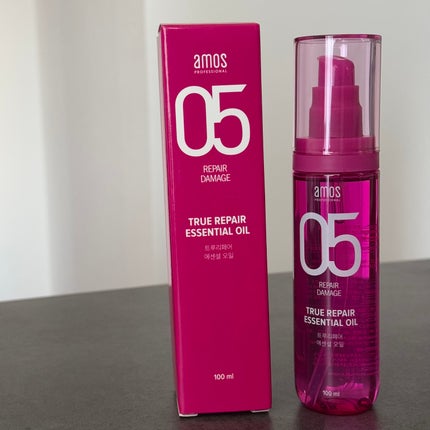 amos
PROFESSIONAL
05
REPAIR
DAMAGE
TRUE REPAIR
ESSENTIAL OIL
트루리페어
에센셜 오일
100 ml
amos
PROFESSIONAL
05
REPAIR
DAMAGE
TRUE REPAIR
ESSENTIAL OIL
트루리페어
에센셜 오일
100 ml